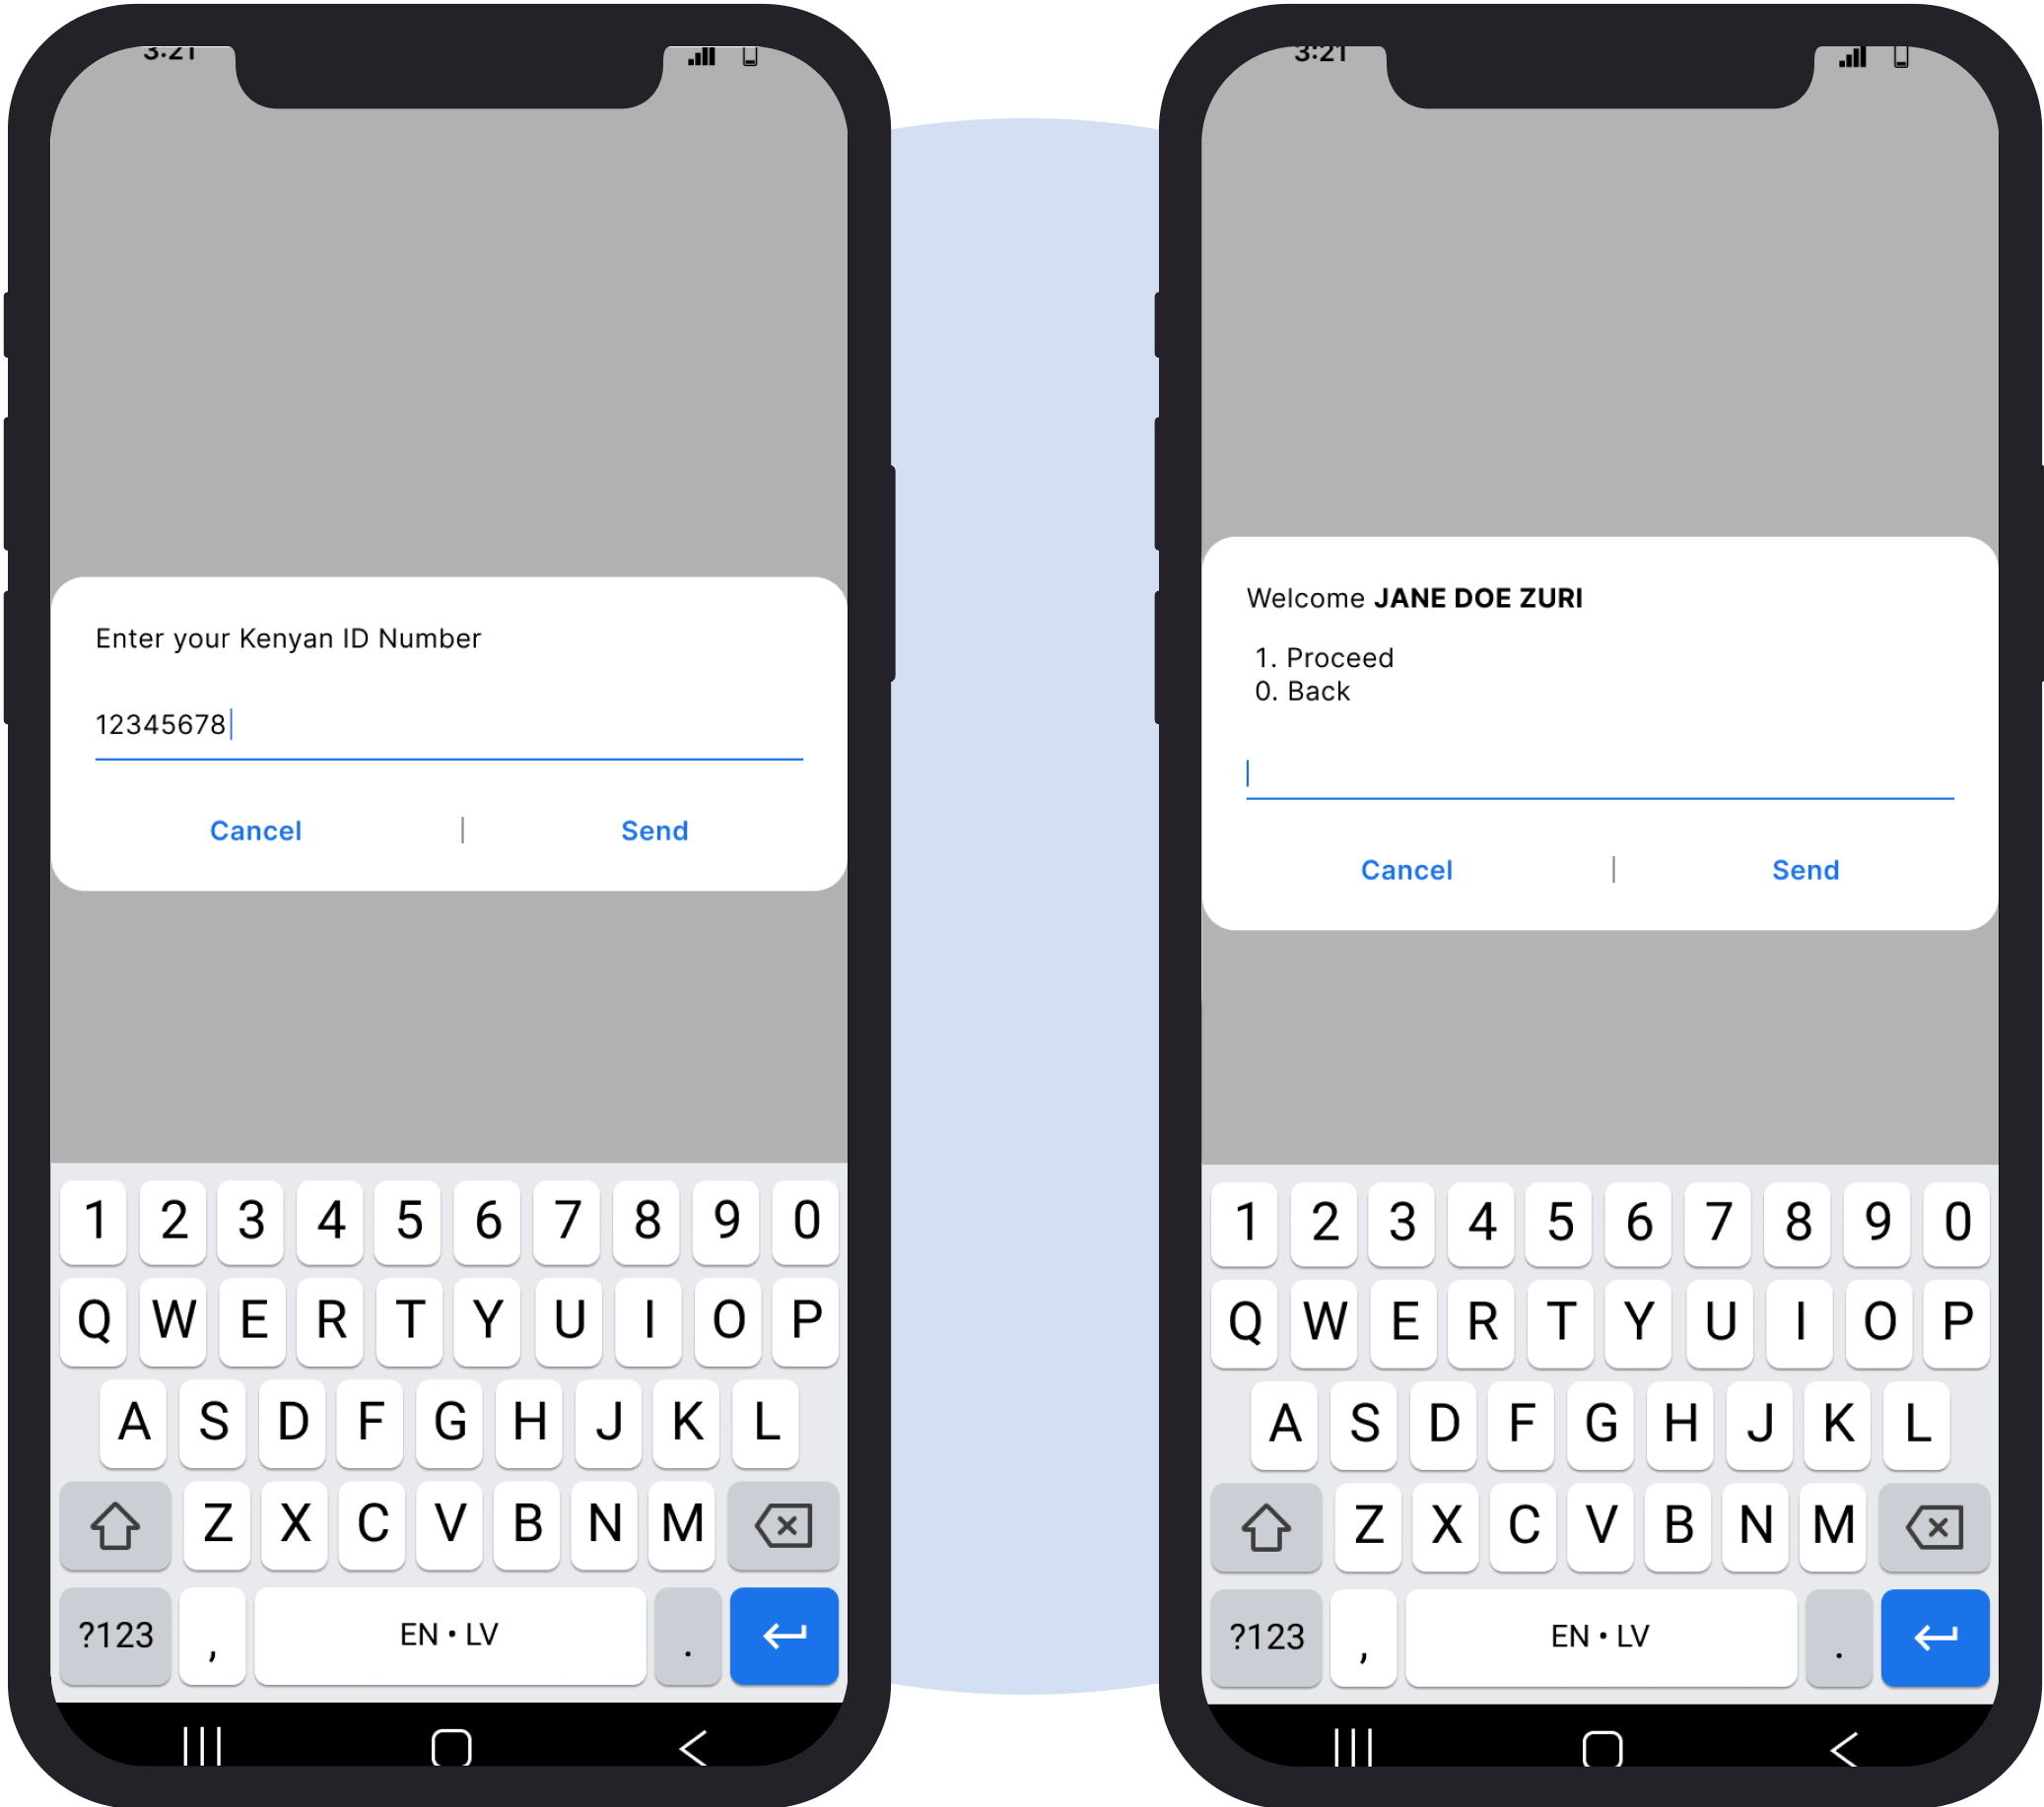 3:21
Enter your Kenyan ID Number
12345678
Cancel | Send
1 2 3 4 5 6 7 8 9 0
Q W E R T Y U I O P
A S D F G H J K L
Z X C V B N M
?123 , EN • LV .
3:21
Welcome JANE DOE ZURI
1. Proceed
0. Back
Cancel | Send
1 2 3 4 5 6 7 8 9 0
Q W E R T Y U I O P
A S D F G H J K L
Z X C V B N M
?123 , EN • LV .